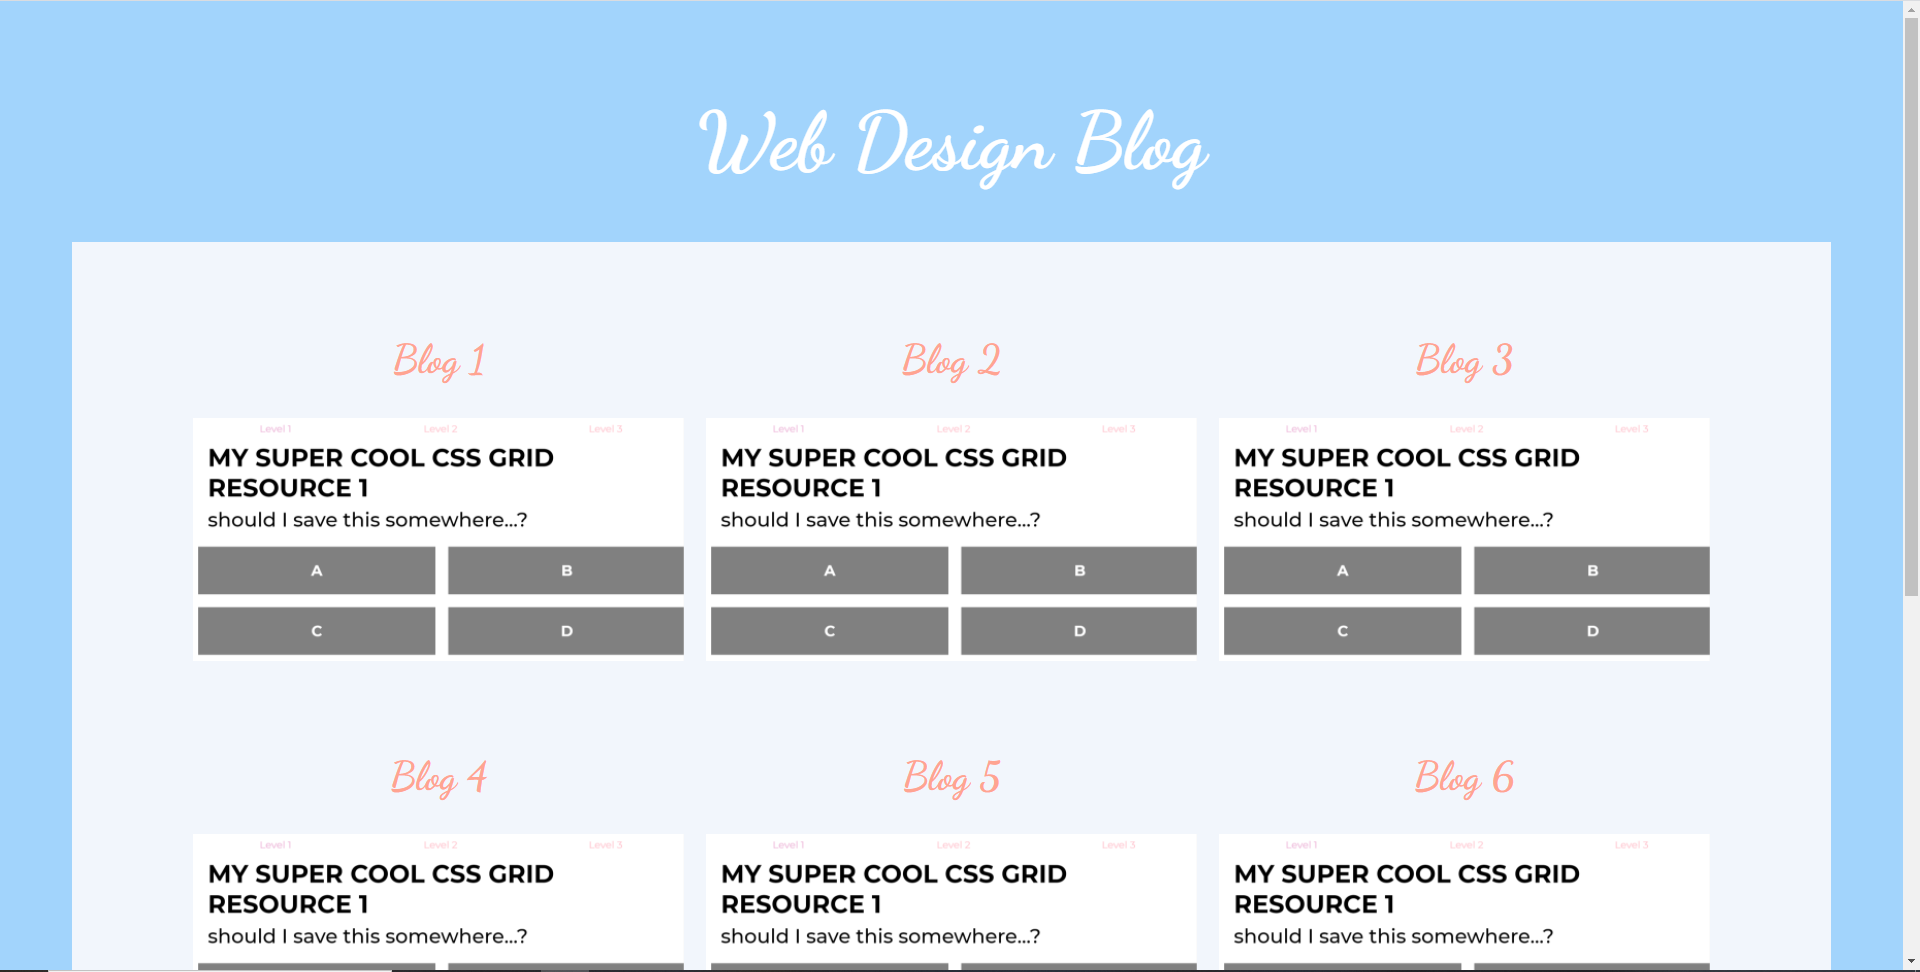 Web Design Blog
Blog 1
Blog 2
Blog 3
Level 1 Level 2 Level 3
MY SUPER COOL CSS GRID
RESOURCE 1
should I save this somewhere...?
A B
C D
Level 1 Level 2 Level 3
MY SUPER COOL CSS GRID
RESOURCE 1
should I save this somewhere...?
A B
C D
Level 1 Level 2 Level 3
MY SUPER COOL CSS GRID
RESOURCE 1
should I save this somewhere...?
A B
C D
Blog 4
Blog 5
Blog 6
Level 1 Level 2 Level 3
MY SUPER COOL CSS GRID
RESOURCE 1
should I save this somewhere...?
Level 1 Level 2 Level 3
MY SUPER COOL CSS GRID
RESOURCE 1
should I save this somewhere...?
Level 1 Level 2 Level 3
MY SUPER COOL CSS GRID
RESOURCE 1
should I save this somewhere...?